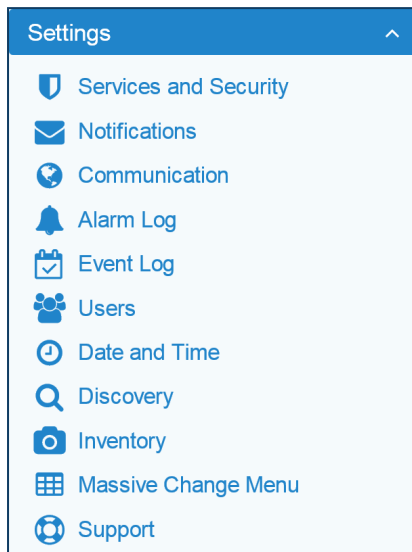 Settings
Services and Security
Notifications
Communication
Alarm Log
Event Log
Users
Date and Time
Discovery
Inventory
Massive Change Menu
Support